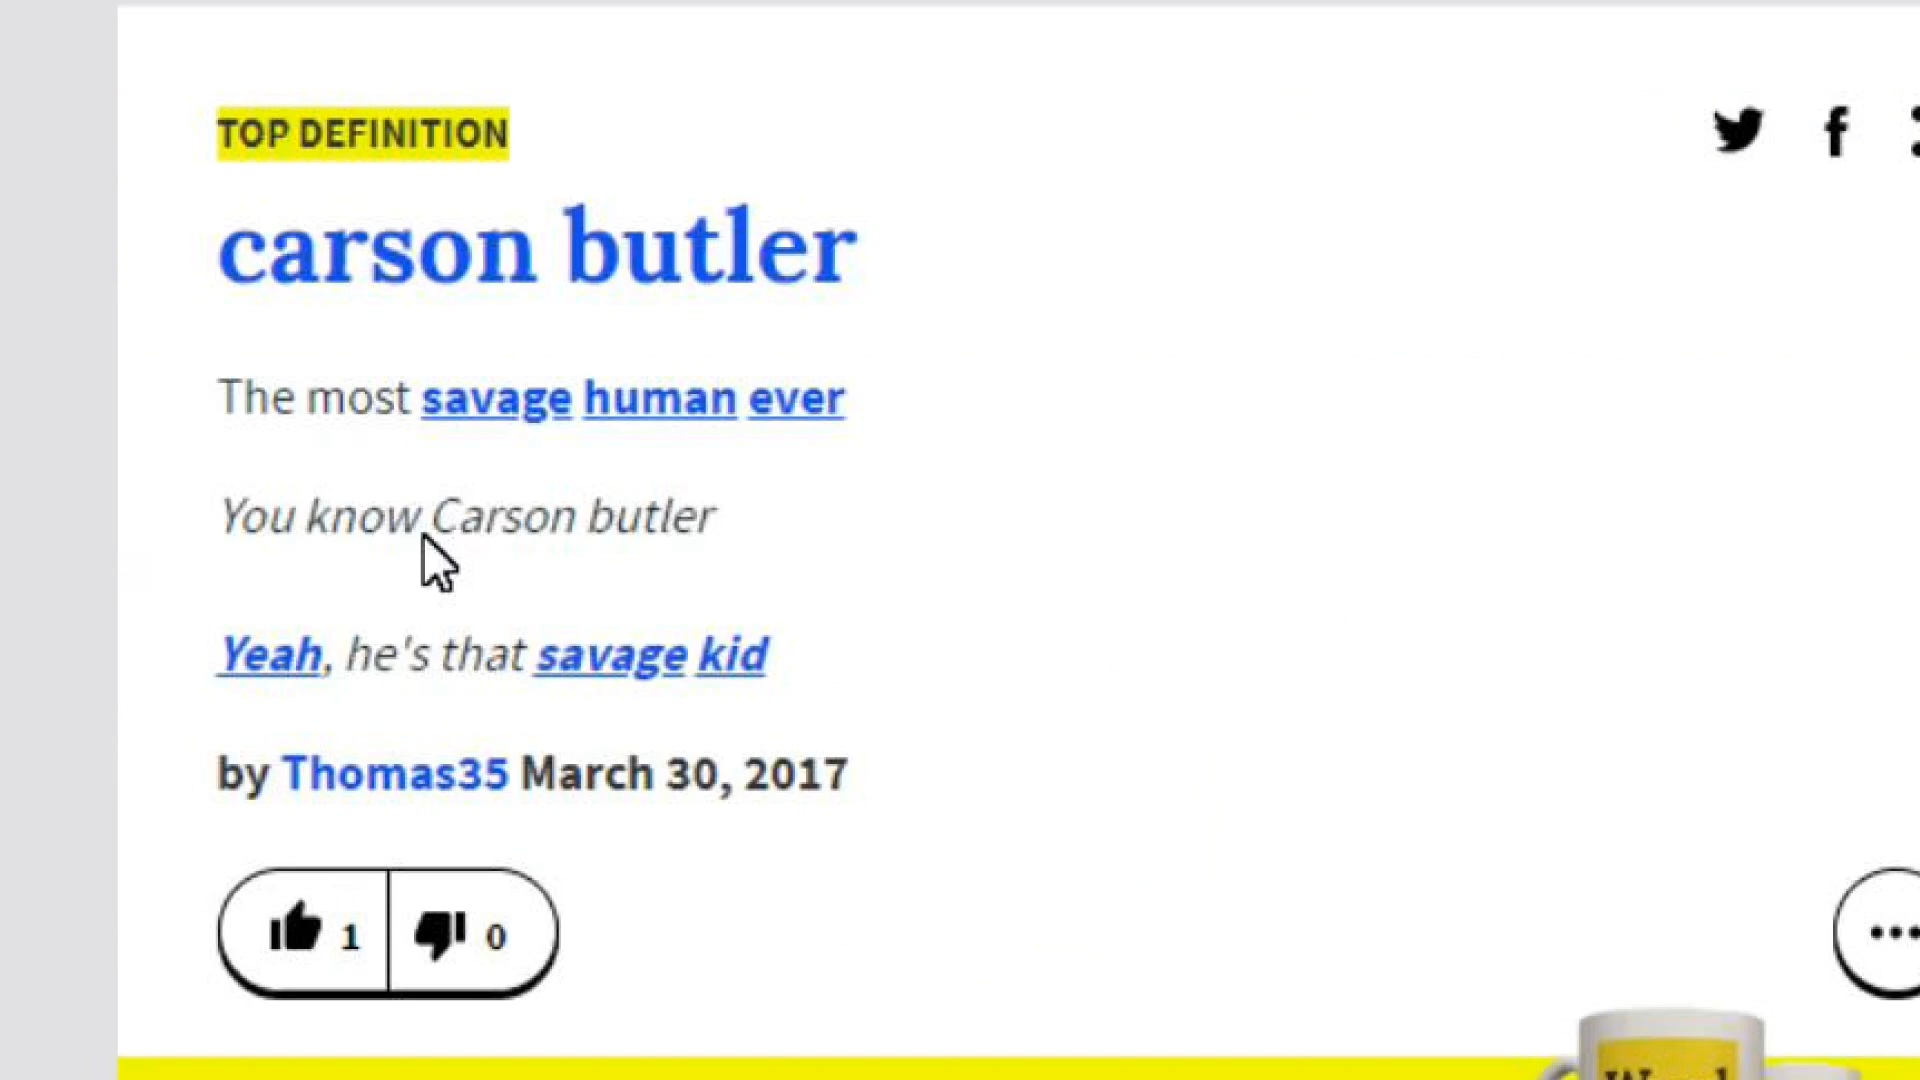 TOP DEFINITION
carson butler
The most savage human ever
You know Carson butler
Yeah, he's that savage kid
by Thomas35 March 30, 2017
1 0